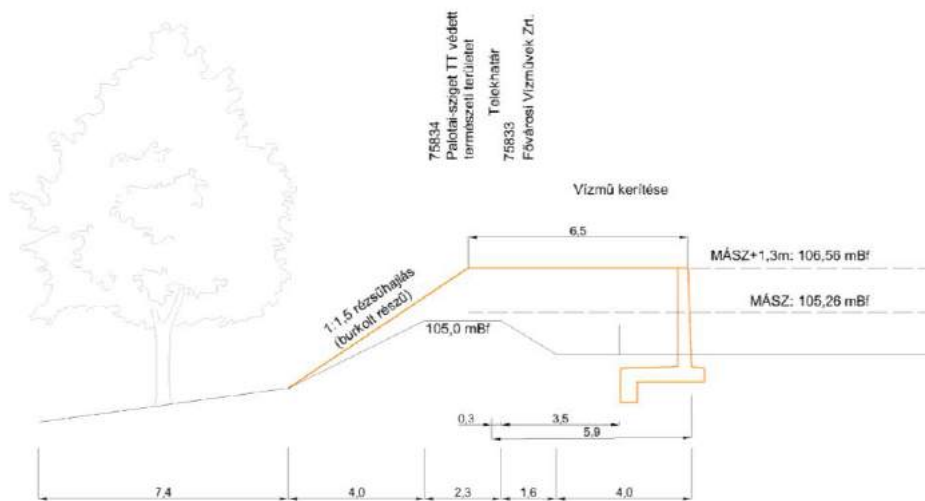 75834
Palotai-sziget TT védett
természeti területet
Telekhatár
75833
Fővárosi Vízművek Zrt.
Vízmű kerítése
6,5
MÁSZ+1,3m: 106,56 mBf
MÁSZ: 105,26 mBf
1:1,5 rézsűhajlás
(burkolt részű)
105,0 mBf
0,3
3,5
5,9
7,4
4,0
2,3
1,6
4,0